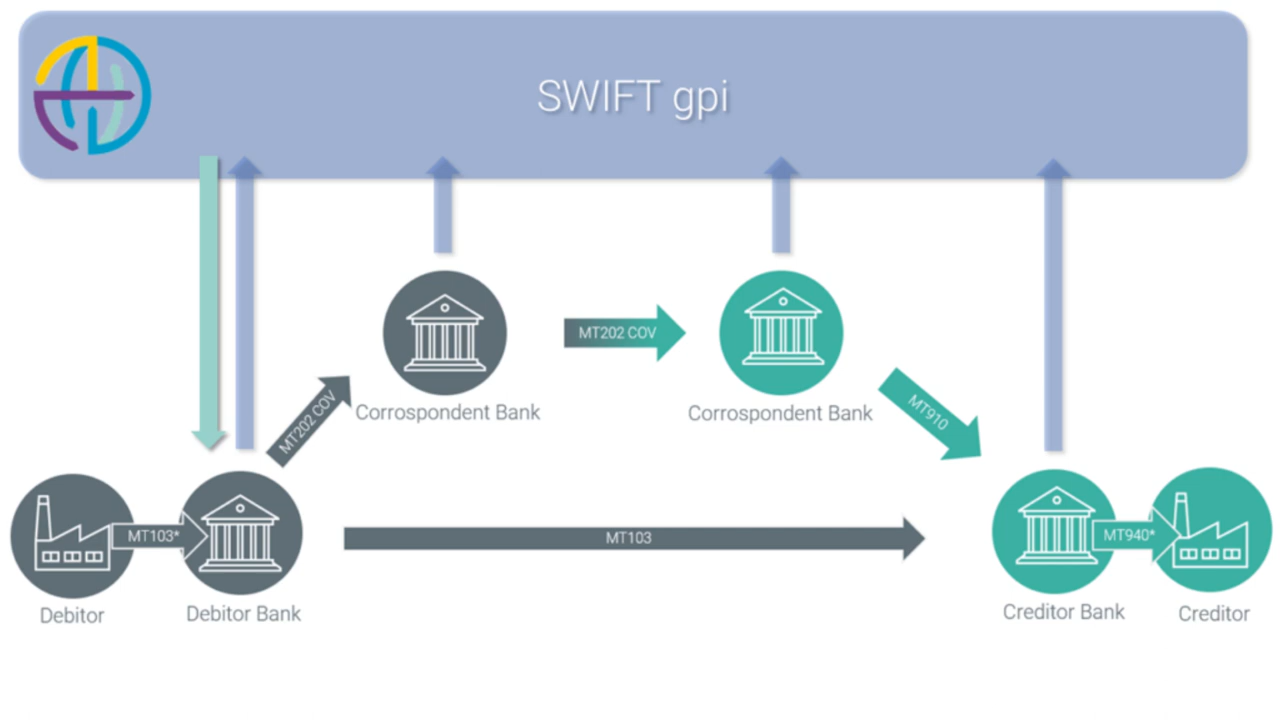 SWIFT gpi
MT202 COV
MT202 COV
MT910
Corrospondent Bank
Corrospondent Bank
MT103*
MT103
MT940*
Debitor
Debitor Bank
Creditor Bank
Creditor